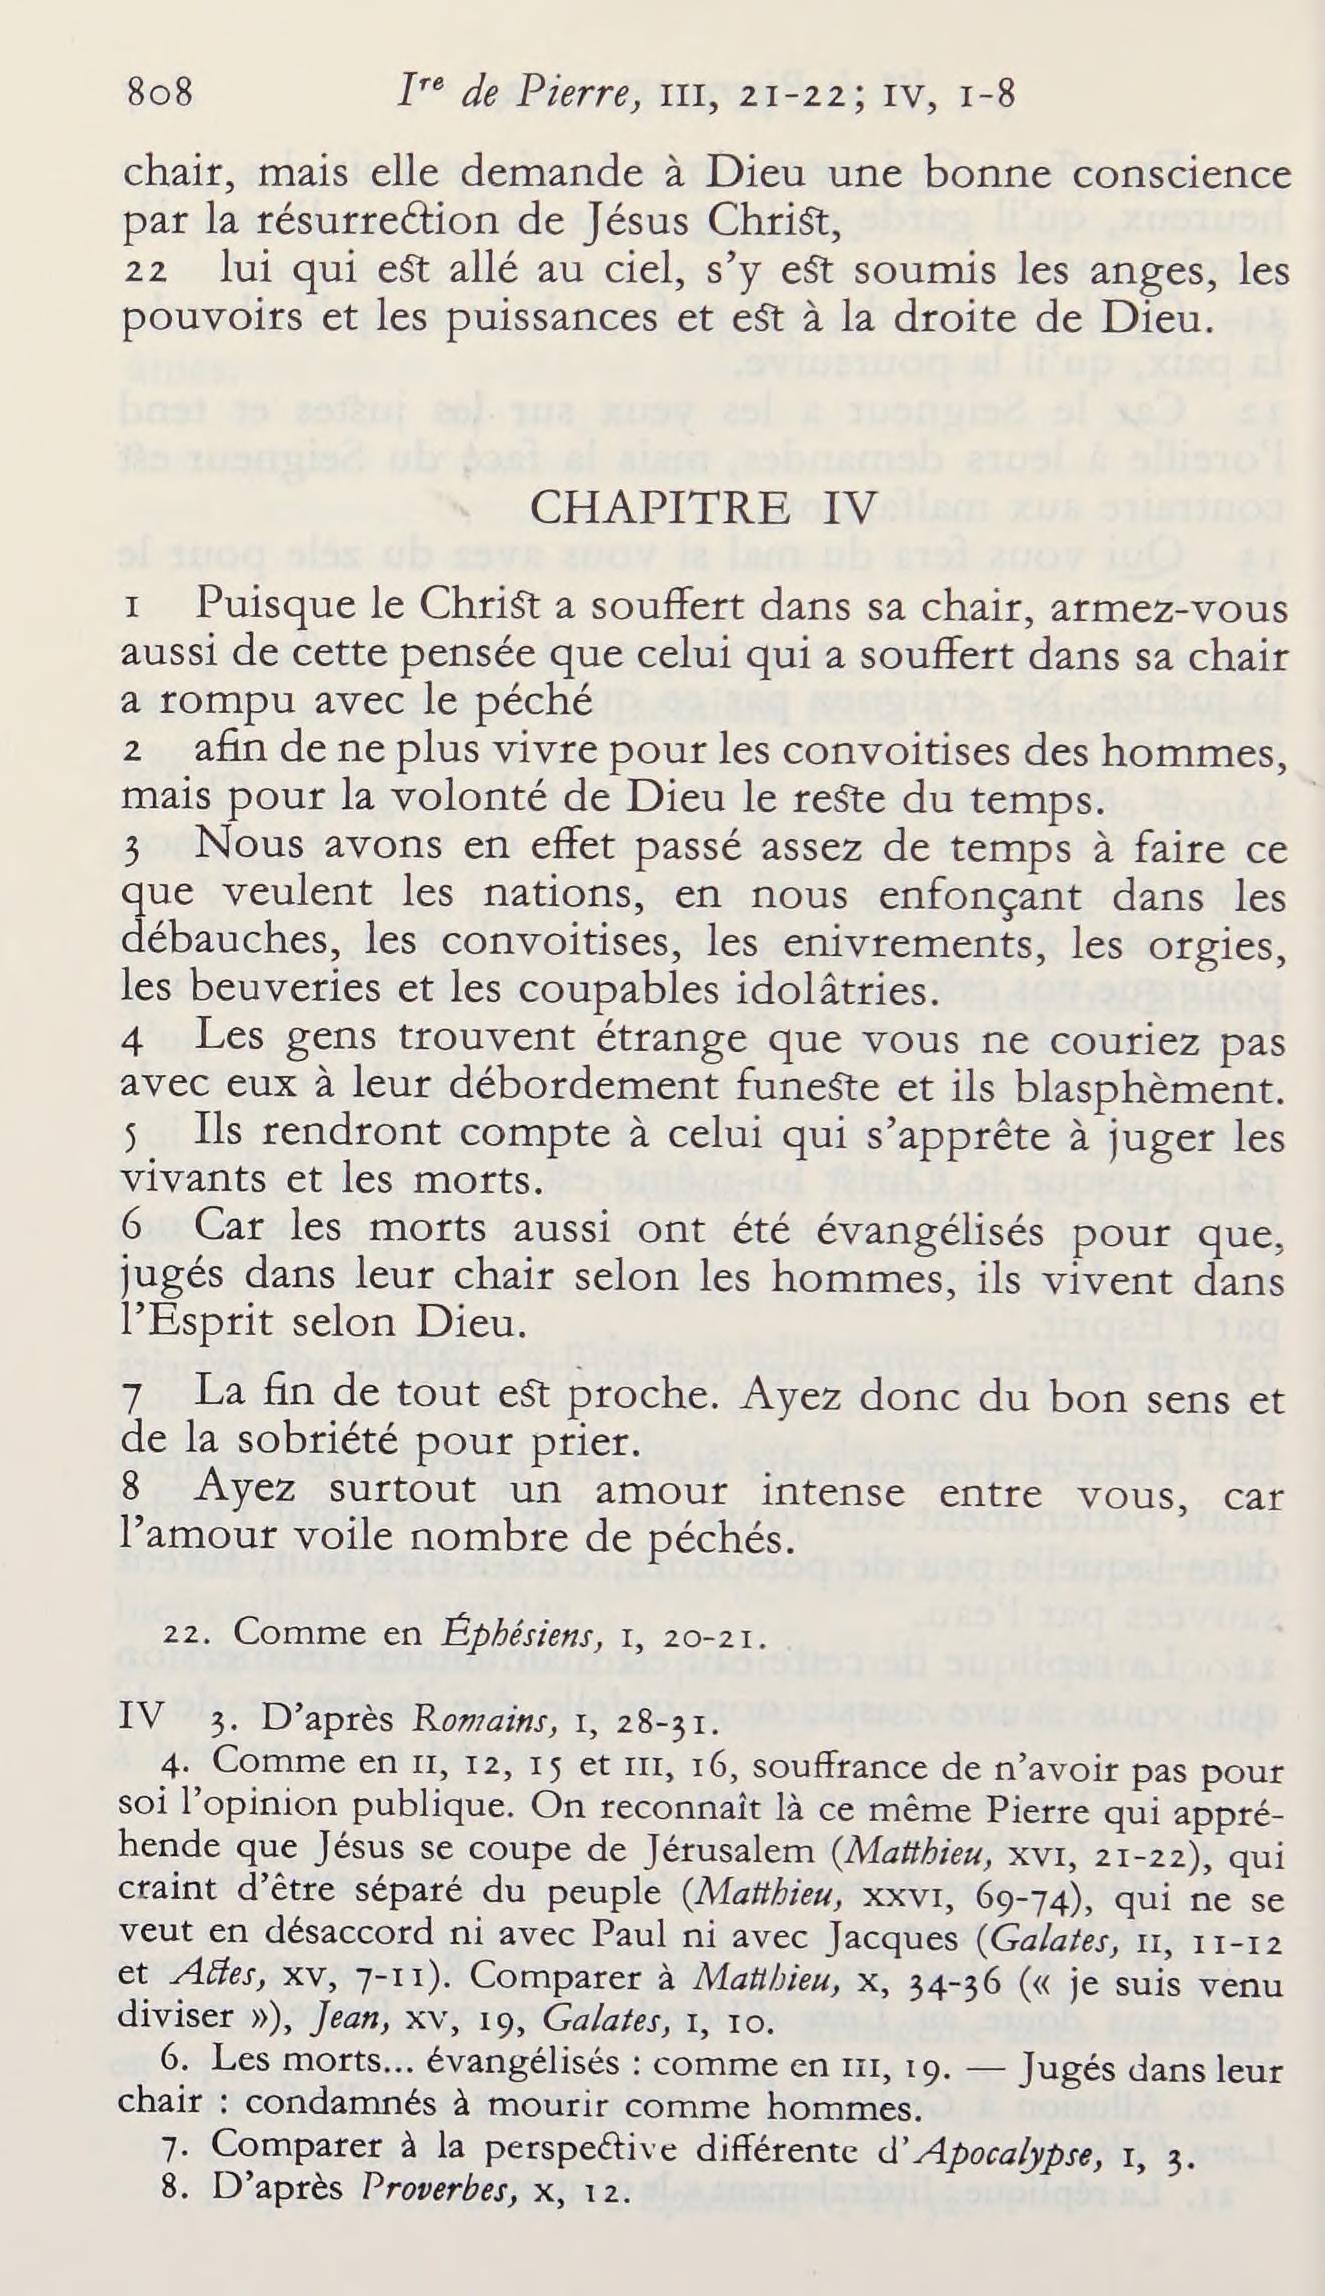 808 Iʳᵉ de Pierre, III, 21-22; IV, 1-8
chair, mais elle demande à Dieu une bonne conscience
par la résurrection de Jésus Christ,
22 lui qui est allé au ciel, s’y est soumis les anges, les
pouvoirs et les puissances et est à la droite de Dieu.
CHAPITRE IV
1 Puisque le Christ a souffert dans sa chair, armez-vous
aussi de cette pensée que celui qui a souffert dans sa chair
a rompu avec le péché
2 afin de ne plus vivre pour les convoitises des hommes,
mais pour la volonté de Dieu le reste du temps.
3 Nous avons en effet passé assez de temps à faire ce
que veulent les nations, en nous enfonçant dans les
débauches, les convoitises, les enivrements, les orgies,
les beuveries et les coupables idolâtries.
4 Les gens trouvent étrange que vous ne couriez pas
avec eux à leur débordement funeste et ils blasphèment.
5 Ils rendront compte à celui qui s’apprête à juger les
vivants et les morts.
6 Car les morts aussi ont été évangélisés pour que,
jugés dans leur chair selon les hommes, ils vivent dans
l’Esprit selon Dieu.
7 La fin de tout est proche. Ayez donc du bon sens et
de la sobriété pour prier.
8 Ayez surtout un amour intense entre vous, car
l’amour voile nombre de péchés.
22. Comme en Éphésiens, I, 20-21.
IV 3. D’après Romains, I, 28-31.
4. Comme en II, 12, 15 et III, 16, souffrance de n’avoir pas pour
soi l’opinion publique. On reconnaît là ce même Pierre qui appré-
hende que Jésus se coupe de Jérusalem (Matthieu, XVI, 21-22), qui
craint d’être séparé du peuple (Matthieu, XXVI, 69-74), qui ne se
veut en désaccord ni avec Paul ni avec Jacques (Galates, II, 11-12
et Actes, XV, 7-11). Comparer à Matthieu, X, 34-36 (« je suis venu
diviser »), Jean, XV, 19, Galates, I, 10.
6. Les morts... évangélisés : comme en III, 19. — Jugés dans leur
chair : condamnés à mourir comme hommes.
7. Comparer à la perspective différente d’Apocalypse, I, 3.
8. D’après Proverbes, X, 12.